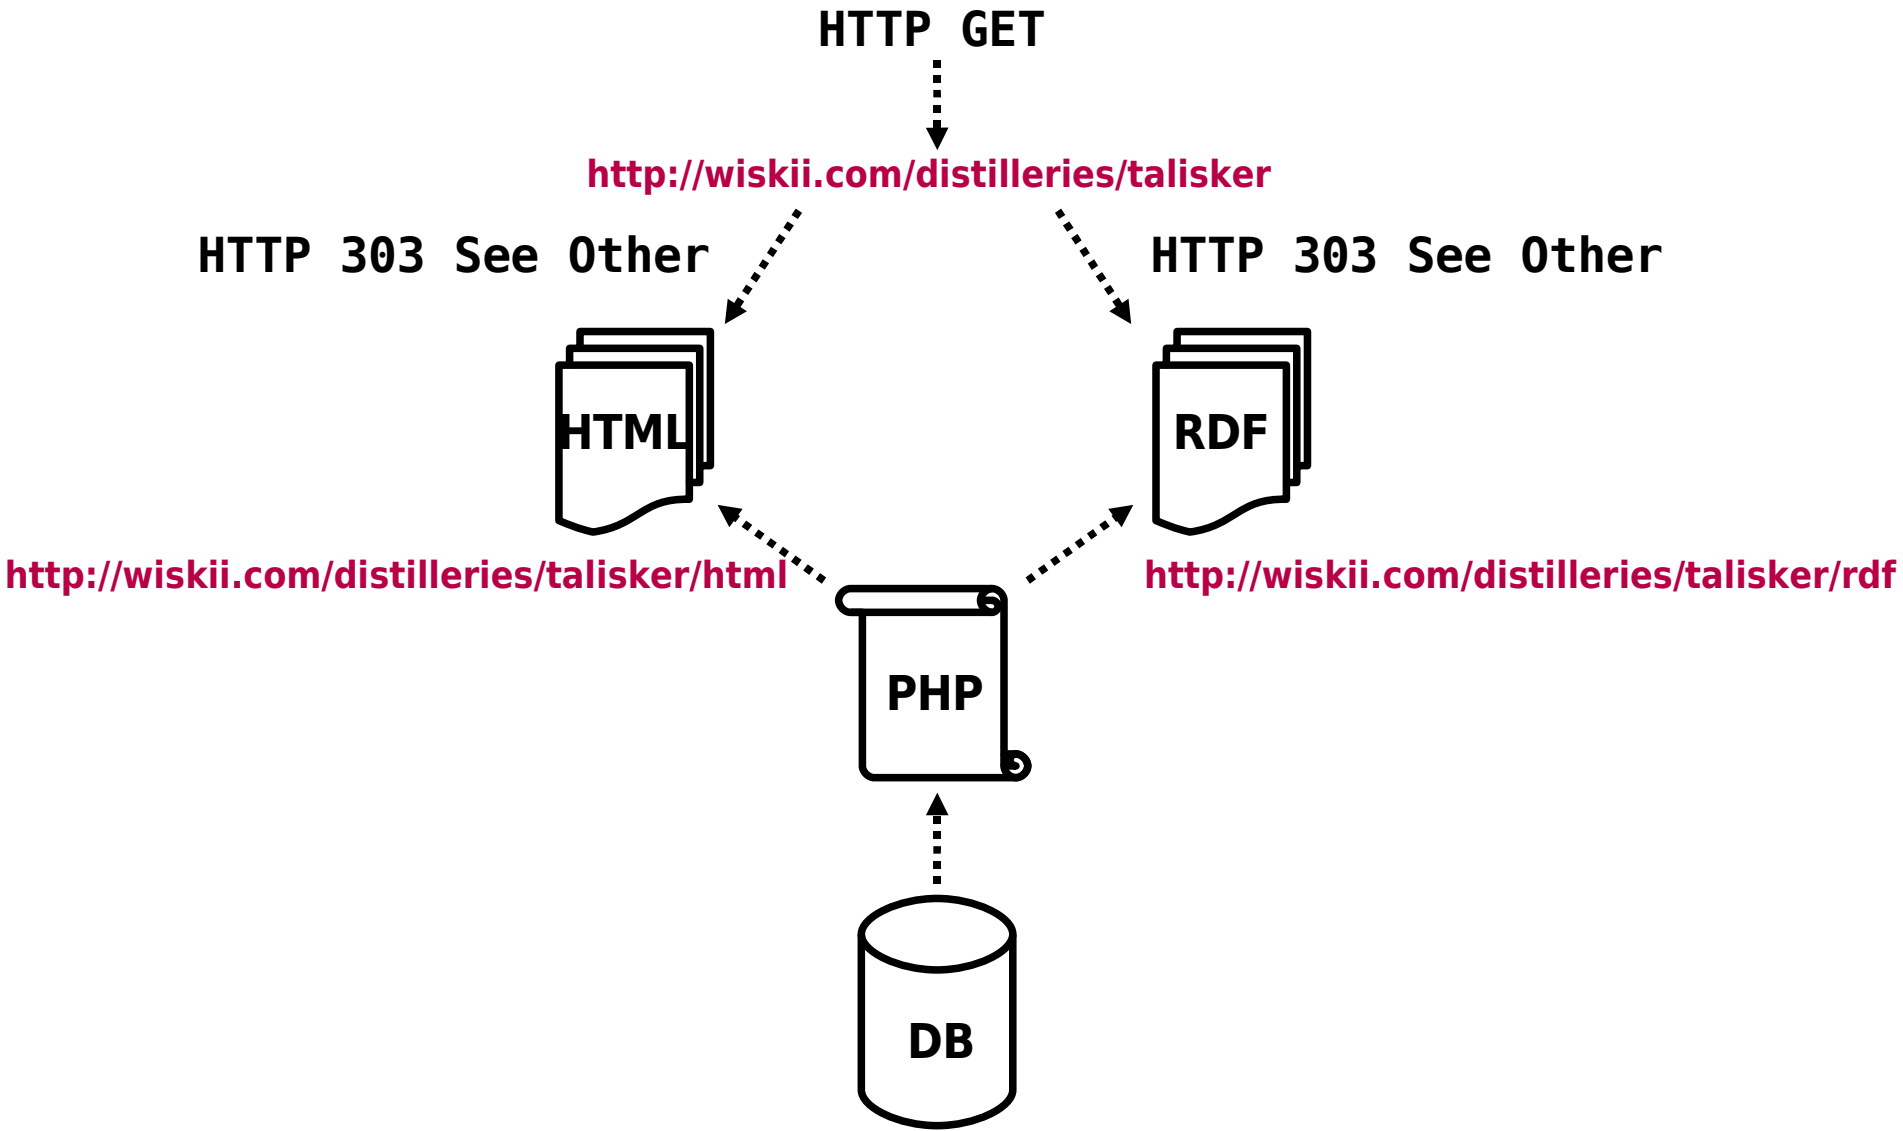 HTTP GET
http://wiskii.com/distilleries/talisker
HTTP 303 See Other
HTTP 303 See Other
HTML
RDF
http://wiskii.com/distilleries/talisker/html
http://wiskii.com/distilleries/talisker/rdf
PHP
DB